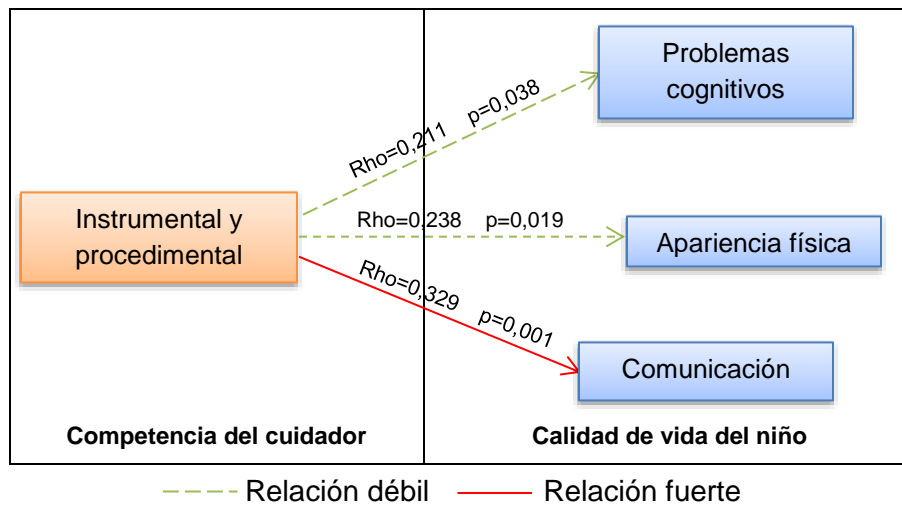 Problemas
cognitivos
Rho=0,211 p=0,038
Instrumental y
procedimental
Rho=0,238 p=0,019
Apariencia física
Rho=0,329 p=0,001
Comunicación
Competencia del cuidador
Calidad de vida del niño
Relación débil
Relación fuerte